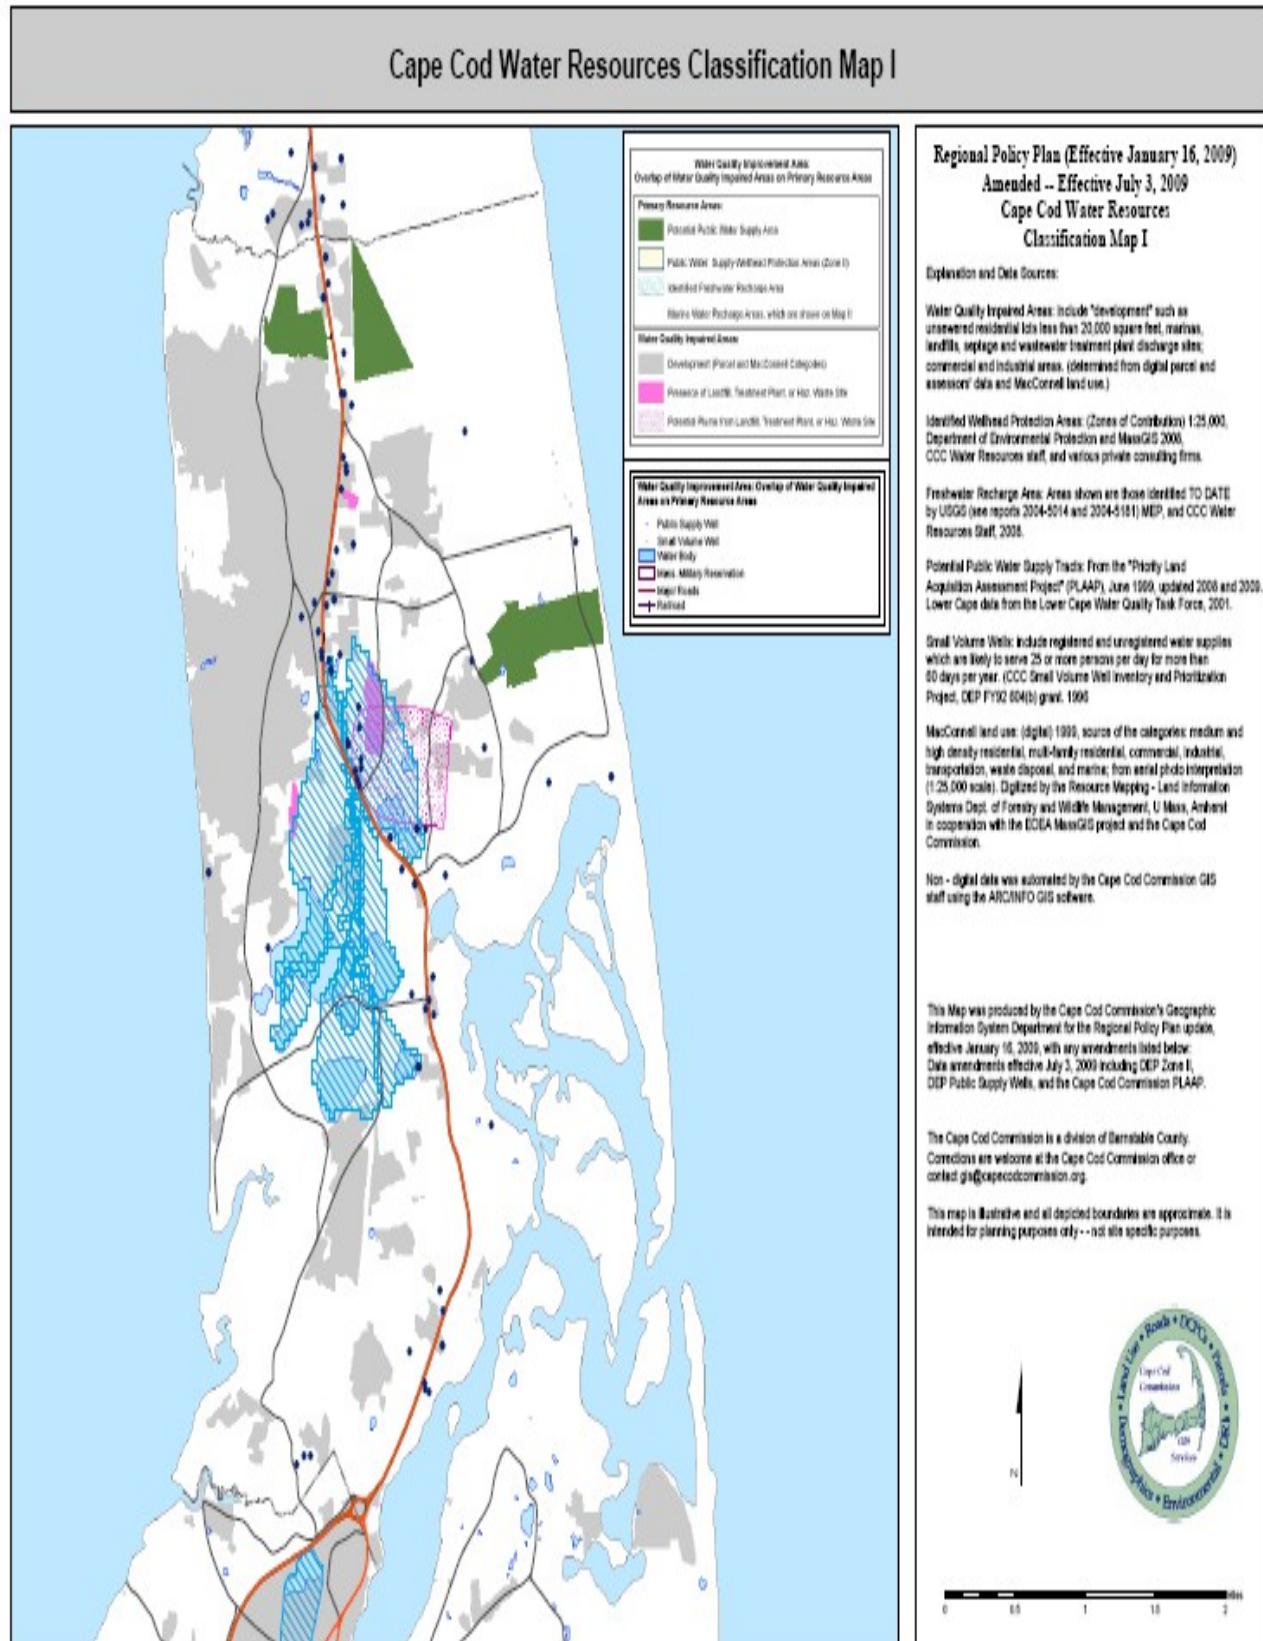 Cape Cod Water Resources Classification Map I
Water Quality Improvement Area:
Overlap of Water Quality Impaired Areas on Primary Resource Areas
Primary Resource Areas:
Potential Public Water Supply Area
Public Water Supply-Wellhead Protection Areas (Zone II)
Identified Freshwater Recharge Area
Marine Water Recharge Areas, which are shown on Map II
Water Quality Impaired Areas:
Development (Parcel and MacConnell Categories)
Presence of Landfill, Treatment Plant, or Haz. Waste Site
Potential Plume from Landfill, Treatment Plant, or Haz. Waste Site
Water Quality Improvement Area: Overlap of Water Quality Impaired
Areas on Primary Resource Areas
Public Supply Well
Small Volume Well
Water Body
Mass. Military Reservation
Major Roads
Railroad
Regional Policy Plan (Effective January 16, 2009)
Amended -- Effective July 3, 2009
Cape Cod Water Resources
Classification Map I
Explanation and Data Sources:
Water Quality Impaired Areas: Include "development" such as
unsewered residential lots less than 20,000 square feet, marinas,
landfills, septage and wastewater treatment plant discharge sites;
commercial and industrial areas. (determined from digital parcel and
assessors' data and MacConnell land use.)
Identified Wellhead Protection Areas: (Zones of Contribution) 1:25,000,
Department of Environmental Protection and MassGIS 2008,
CCC Water Resources staff, and various private consulting firms.
Freshwater Recharge Area: Areas shown are those identified TO DATE
by USGS (see reports 2004-5014 and 2004-5181) MEP, and CCC Water
Resources Staff, 2008.
Potential Public Water Supply Tracts: From the "Priority Land
Acquisition Assessment Project" (PLAAP), June 1999, updated 2008 and 2009.
Lower Cape data from the Lower Cape Water Quality Task Force, 2001.
Small Volume Wells: include registered and unregistered water supplies
which are likely to serve 25 or more persons per day for more than
60 days per year. (CCC Small Volume Well Inventory and Prioritization
Project, DEP FY92 604(b) grant. 1996
MacConnell land use: (digital) 1999, source of the categories: medium and
high density residential, multi-family residential, commercial, industrial,
transportation, waste disposal, and marine; from aerial photo interpretation
(1:25,000 scale). Digitized by the Resource Mapping - Land Information
Systems Dept. of Forestry and Wildlife Management, U Mass, Amherst
in cooperation with the EOEA MassGIS project and the Cape Cod
Commission.
Non - digital data was automated by the Cape Cod Commission GIS
staff using the ARC/INFO GIS software.
This Map was produced by the Cape Cod Commission's Geographic
Information System Department for the Regional Policy Plan update,
effective January 16, 2009, with any amendments listed below:
Data amendments effective July 3, 2009 including DEP Zone II,
DEP Public Supply Wells, and the Cape Cod Commission PLAAP.
The Cape Cod Commission is a division of Barnstable County.
Corrections are welcome at the Cape Cod Commission office or
contact gis@capecodcommission.org.
This map is illustrative and all depicted boundaries are approximate. It is
intended for planning purposes only - - not site specific purposes.
Land Use • Roads • DCPCs • Parcels • DRI • Environmental • Demographics •
Cape Cod
Commission
GIS
Services
N
0 0.5 1 1.5 2 Miles